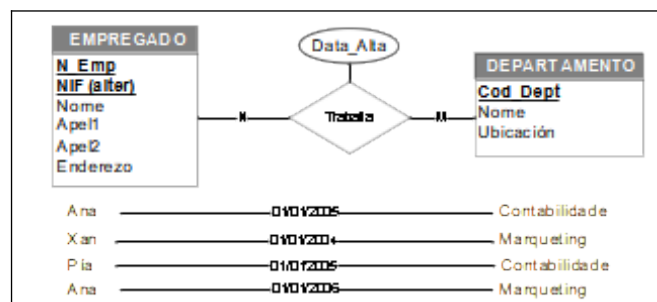 EMPREGADO
N_Emp
NIF (alter)
Nome
Apel1
Apel2
Enderezo
Data_Alta
N Traballa M
DEPARTAMENTO
Cod_Dept
Nome
Ubicación
Ana 01/01/2005 Contabilidade
Xan 01/01/2004 Marqueting
Pía 01/01/2005 Contabilidade
Ana 01/01/2006 Marqueting